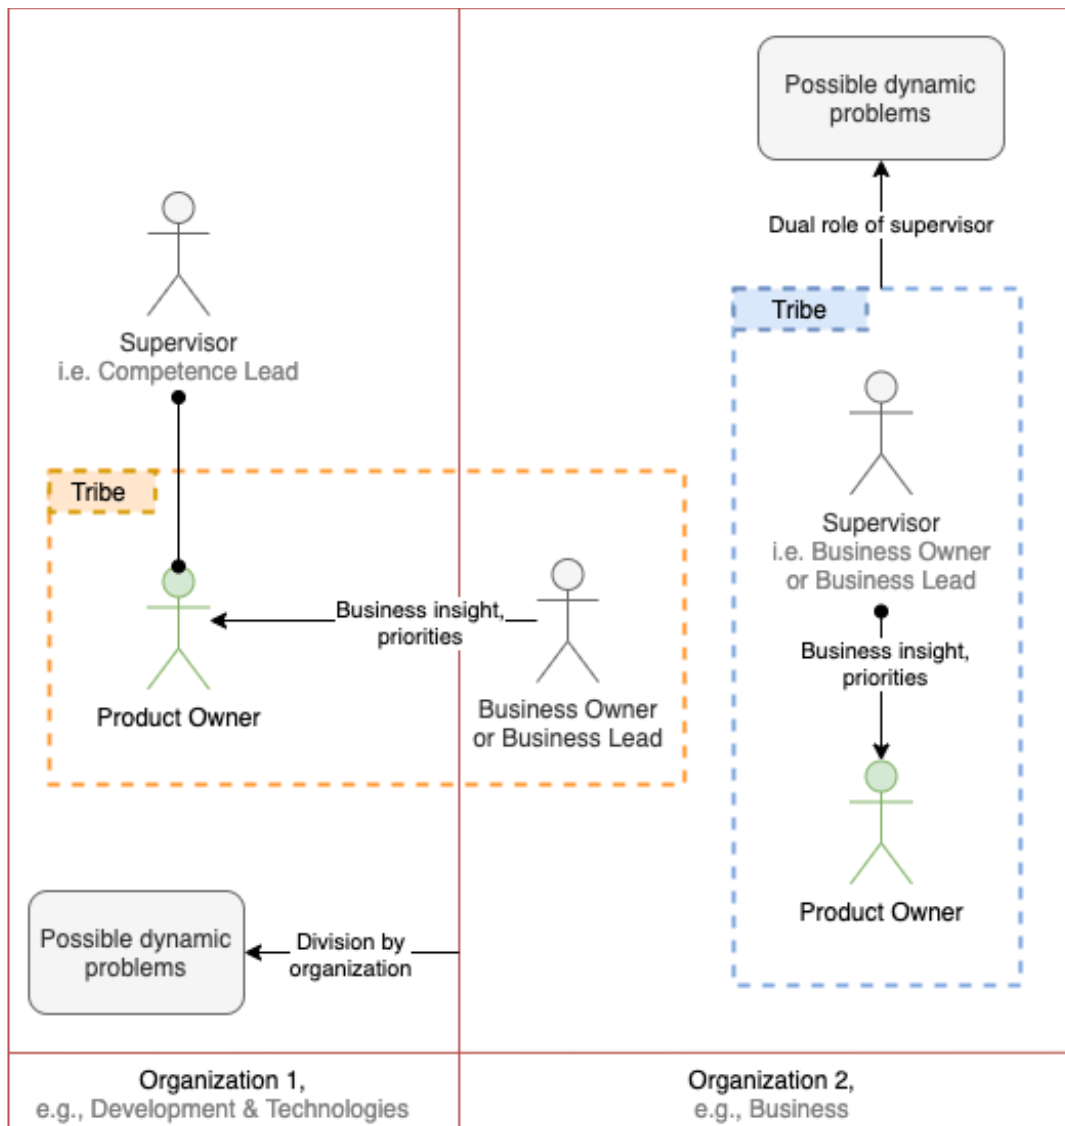 Possible dynamic
problems
Dual role of supervisor
Tribe
Supervisor
i.e. Competence Lead
Supervisor
i.e. Business Owner
or Business Lead
Tribe
Business insight,
priorities
Product Owner
Business Owner
or Business Lead
Business insight,
priorities
Product Owner
Possible dynamic
problems
Division by
organization
Organization 1,
e.g., Development & Technologies
Organization 2,
e.g., Business